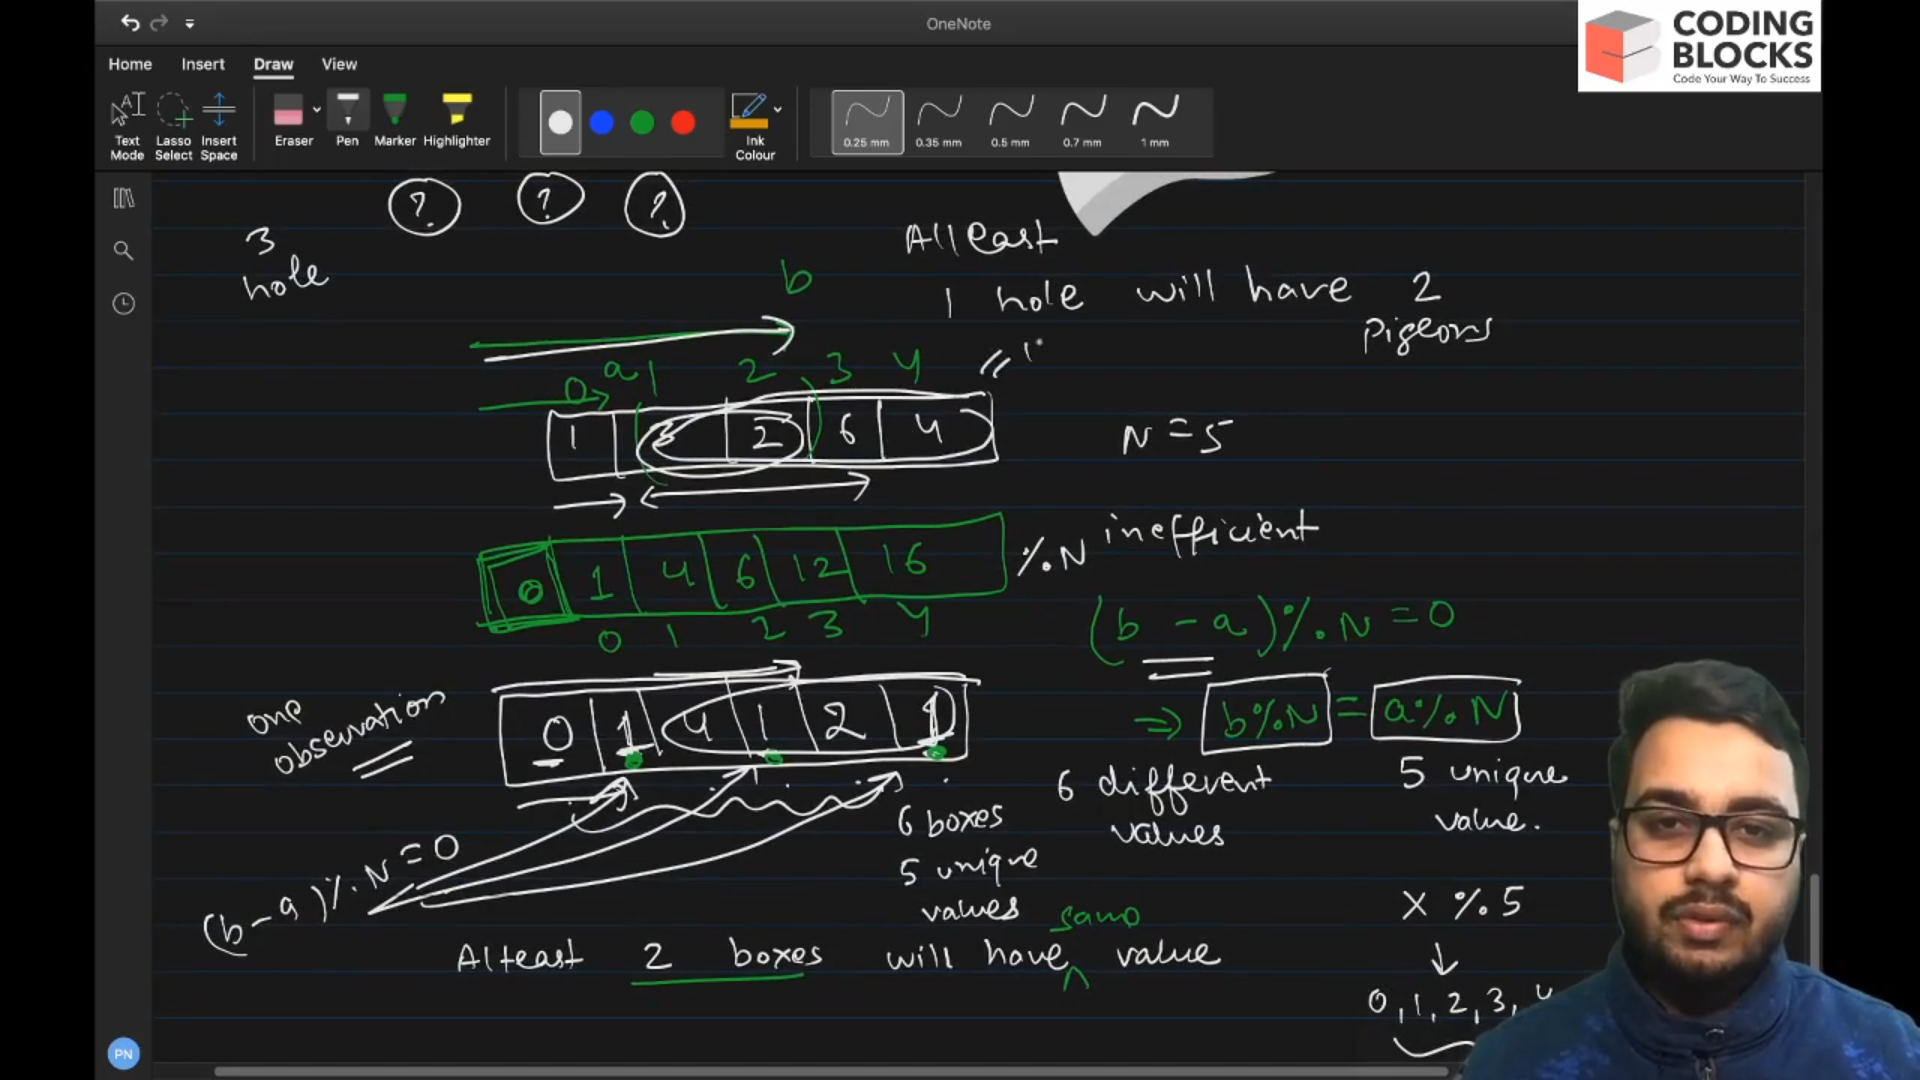 OneNote
CODING
BLOCKS
Code Your Way To Success
Home Insert Draw View
Text Mode
Lasso Select
Insert Space
Eraser
Pen
Marker
Highlighter
Ink Colour
0.25 mm 0.35 mm 0.5 mm 0.7 mm 1 mm
? ? ?
3
hole
Atleast
1 hole will have 2
pigeons
b
a
0 1 2 3 4
1 3 2 6 4
N = 5
0 1 4 6 12 16
%N
inefficient
0 1 2 3 4
(b - a) % N = 0
one
observation
0 1 4 1 2 1
⇒ b%N = a%N
6 different
values
5 unique
value.
6 boxes
5 unique
values
(b-a)%N = 0
X % 5
↓
0, 1, 2, 3, 4
same
Atleast 2 boxes will have ^ value
PN